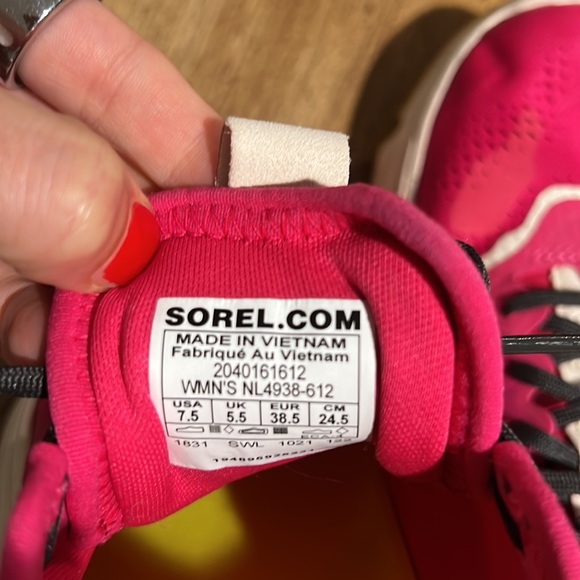 SOREL.COM
MADE IN VIETNAM
Fabriqué Au Vietnam
2040161612
WMN'S NL4938-612
USA UK EUR CM
7.5 5.5 38.5 24.5
1831 SWL 1021